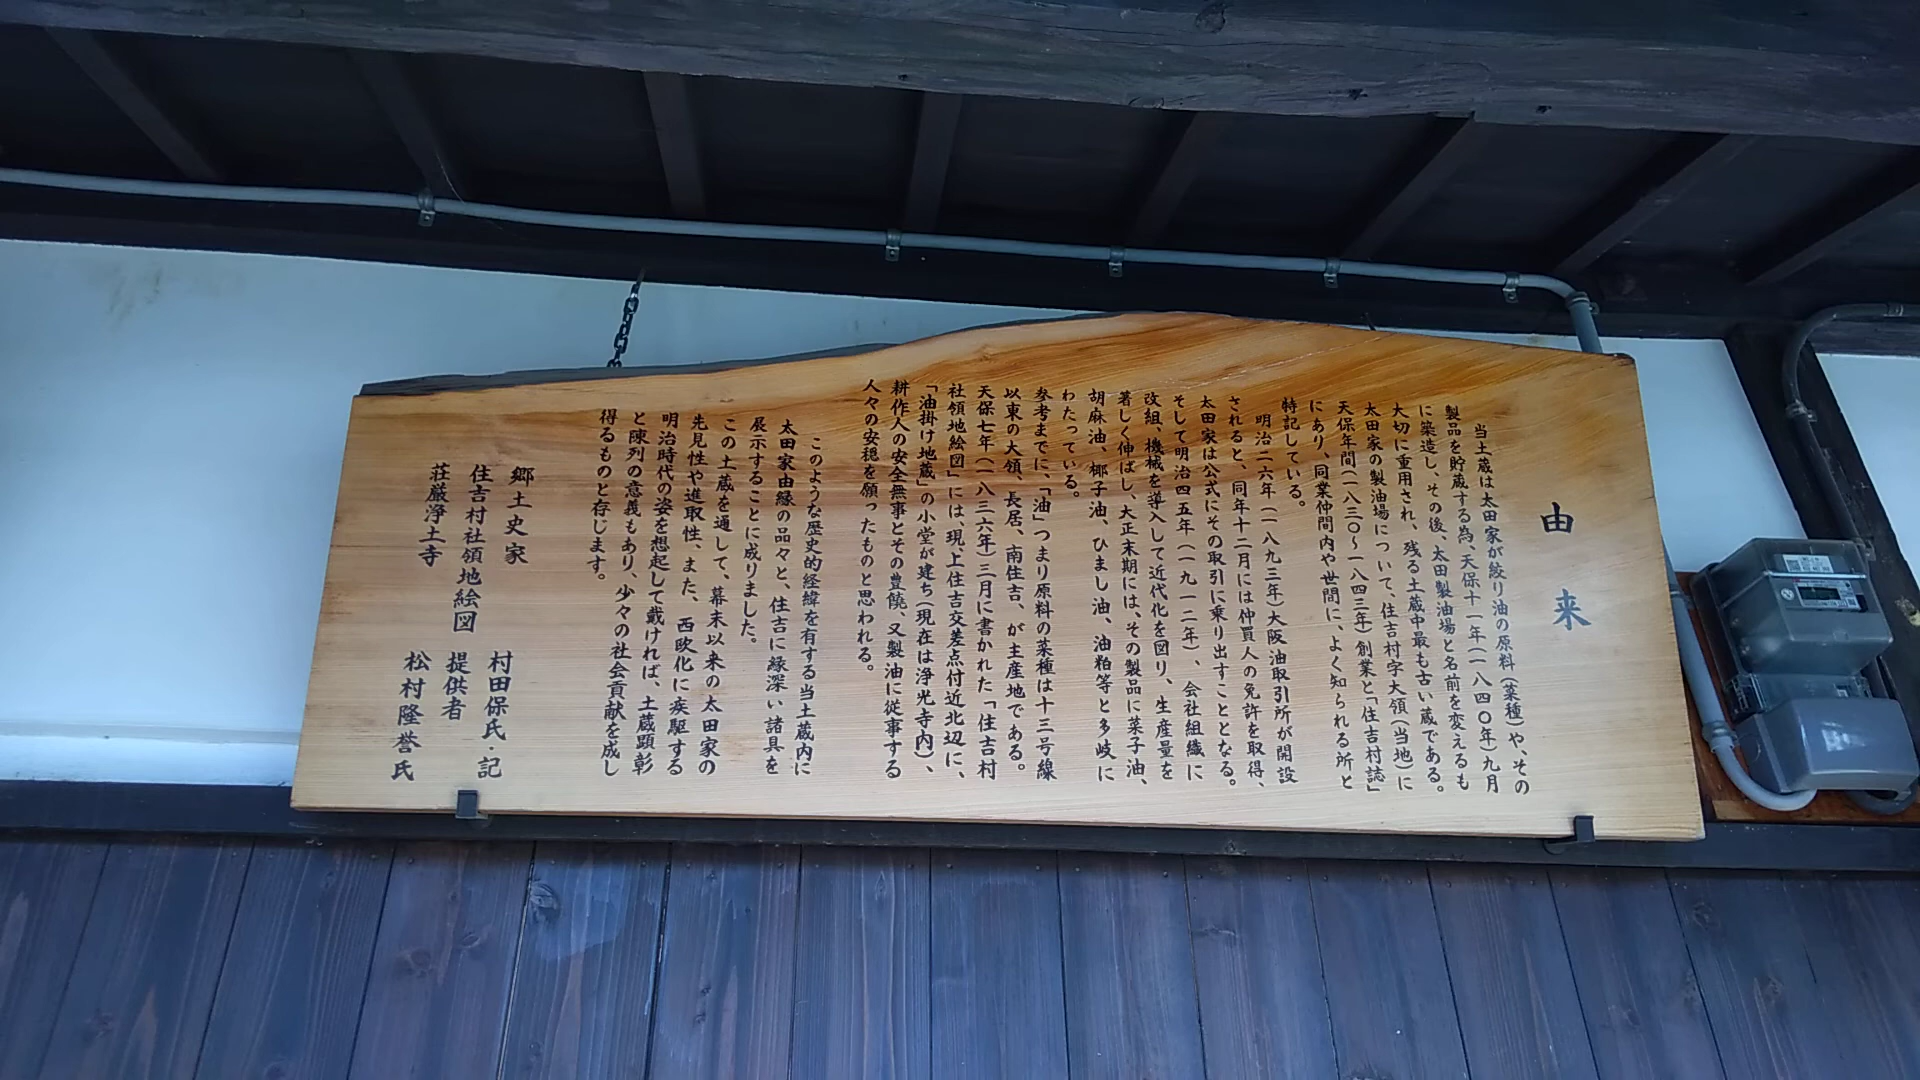 由来
当土蔵は太田家が絞り油の原料(菜種)や、その
製品を貯蔵する為、天保十一年(一八四〇年)九月
に築造し、その後、太田製油場と名前を変えるも
大切に重用され、残る土蔵中最も古い蔵である。
太田家の製油場について、住吉村字大領(当地)に
天保年間(一八三〇〜一八四三年)創業と「住吉村誌」
にあり、同業仲間内や世間に、よく知られる所と
特記している。
明治二六年(一八九三年)大阪油取引所が開設
されると、同年十二月には仲買人の免許を取得、
太田家は公式にその取引に乗り出すこととなる。
そして明治四五年(一九一二年)、会社組織に
改組、機械を導入して近代化を図り、生産量を
著しく伸ばし、大正末期には、その製品に菜子油、
胡麻油、椰子油、ひまし油、油粕等と多岐に
わたっている。
参考までに、「油」つまり原料の菜種は十三号線
以東の大領、長居、南住吉、が主産地である。
天保七年(一八三六年)三月に書かれた「住吉村
社領地絵図」には、現、上住吉交差点付近北辺に、
「油掛け地蔵」の小堂が建ち(現在は浄光寺内)、
耕作人の安全無事とその豊饒、又製油に従事する
人々の安穏を願ったものと思われる。
このような歴史的経緯を有する当土蔵内に
太田家由縁の品々と、住吉に縁深い諸具を
展示することに成りました。
この土蔵を通して、幕末以来の太田家の
先見性や進取性、また、西欧化に疾駆する
明治時代の姿を想起して戴ければ、土蔵顕彰
と陳列の意義もあり、少々の社会貢献を成し
得るものと存じます。
郷土史家 村田保氏・記
住吉村社領地絵図 提供者
荘厳浄土寺 松村隆誉氏